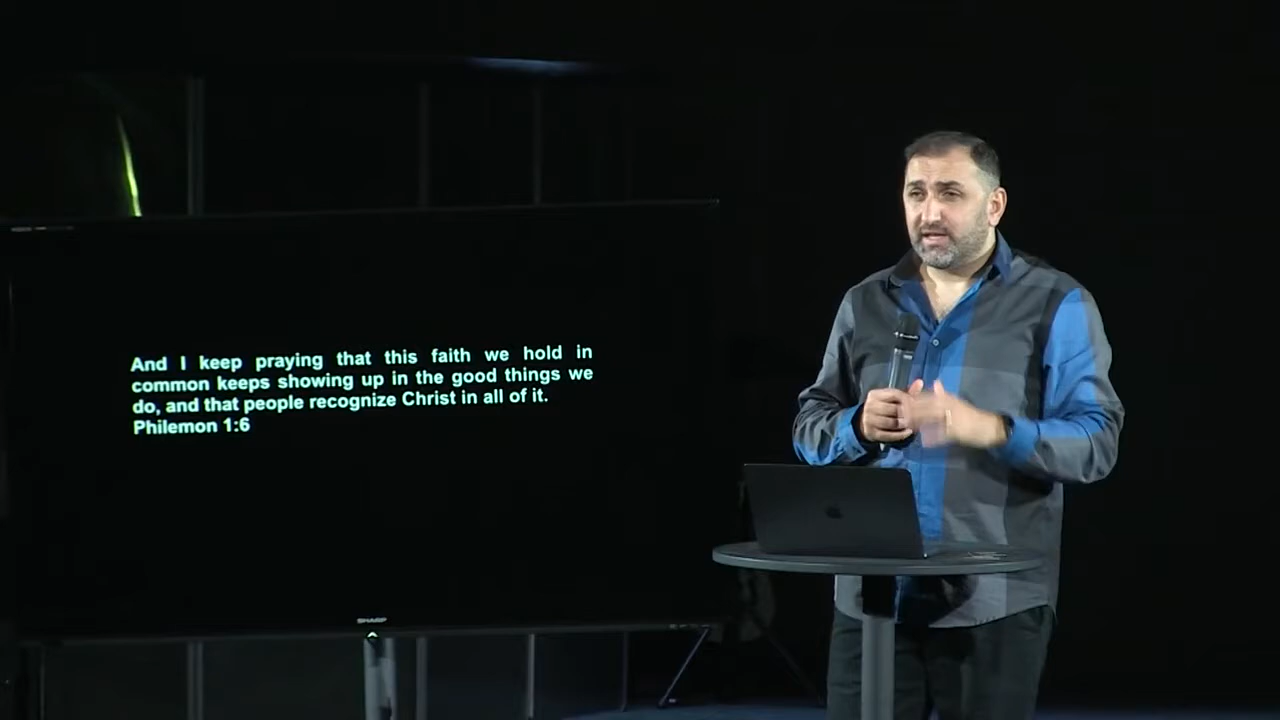 And I keep praying that this faith we hold in
common keeps showing up in the good things we
do, and that people recognize Christ in all of it.
Philemon 1:6
SHARP